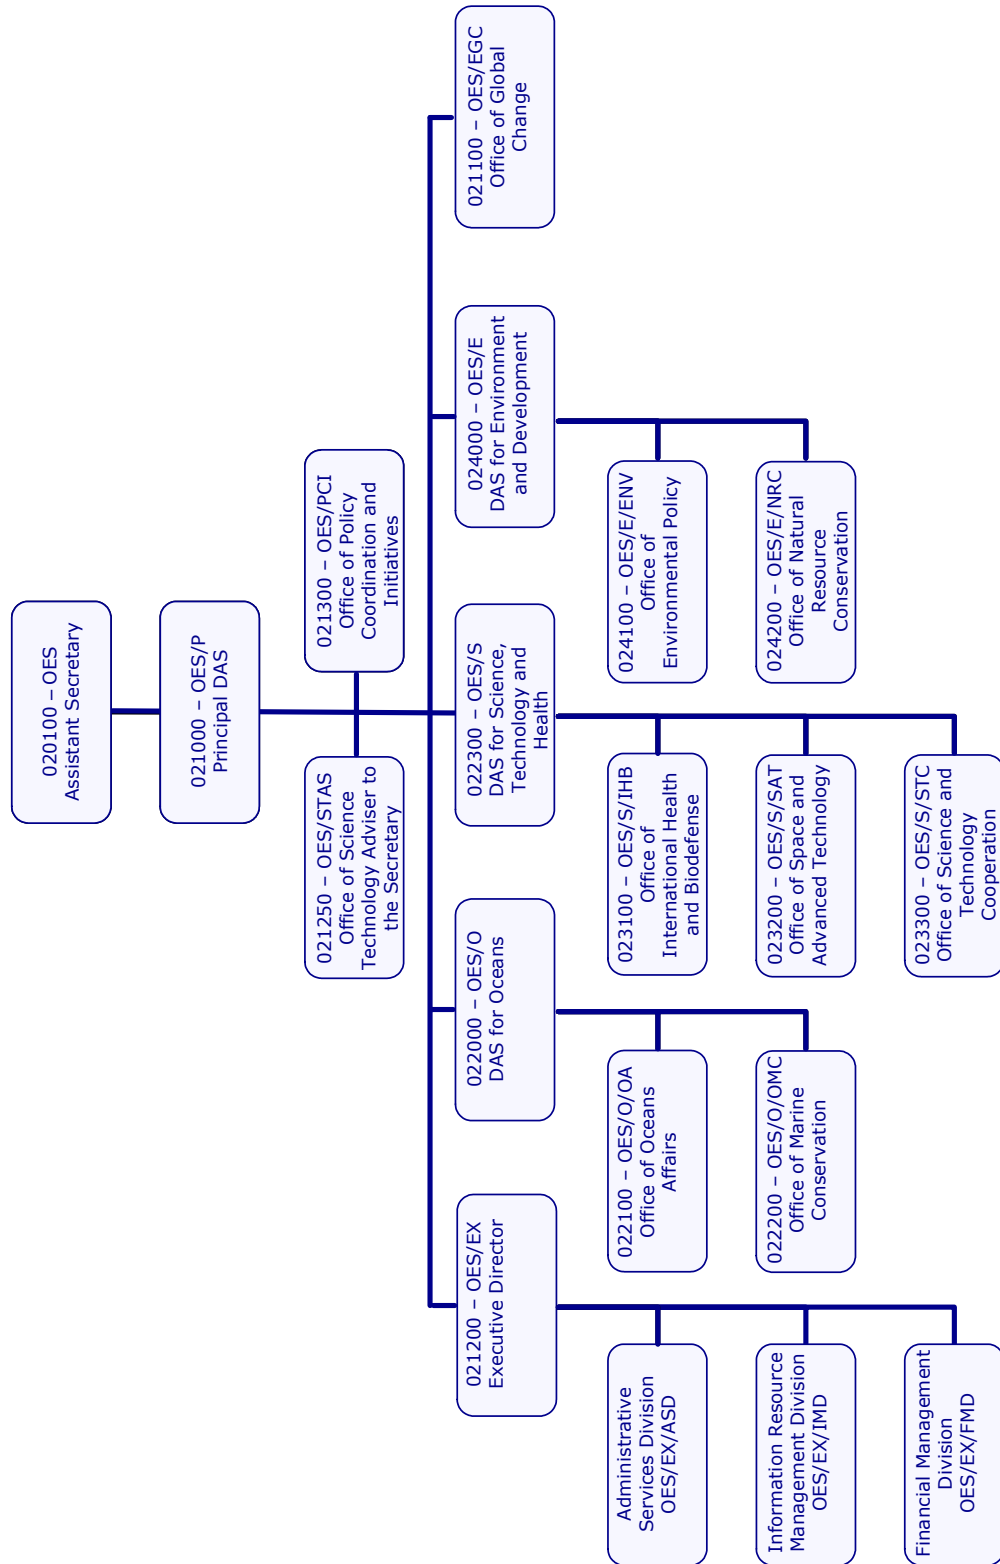 020100 – OES
Assistant Secretary
021000 – OES/P
Principal DAS
021250 – OES/STAS
Office of Science
Technology Adviser to
the Secretary
021300 – OES/PCI
Office of Policy
Coordination and
Initiatives
021200 – OES/EX
Executive Director
022000 – OES/O
DAS for Oceans
022300 – OES/S
DAS for Science,
Technology and
Health
024000 – OES/E
DAS for Environment
and Development
021100 – OES/EGC
Office of Global
Change
Administrative
Services Division
OES/EX/ASD
022100 – OES/O/OA
Office of Oceans
Affairs
023100 – OES/S/IHB
Office of
International Health
and Biodefense
024100 – OES/E/ENV
Office of
Environmental Policy
Information Resource
Management Division
OES/EX/IMD
022200 – OES/O/OMC
Office of Marine
Conservation
023200 – OES/S/SAT
Office of Space and
Advanced Technology
024200 – OES/E/NRC
Office of Natural
Resource
Conservation
Financial Management
Division
OES/EX/FMD
023300 – OES/S/STC
Office of Science and
Technology
Cooperation